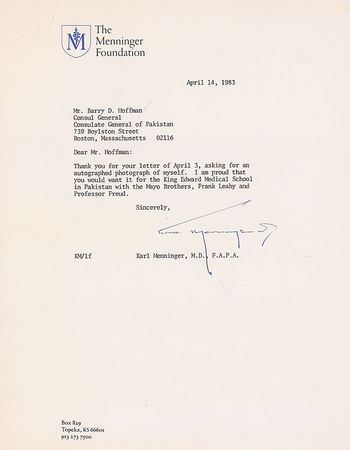 The
Menninger
Foundation
April 14, 1983
Mr. Barry D. Hoffman
Consul General
Consulate General of Pakistan
739 Boylston Street
Boston, Massachusetts 02116
Dear Mr. Hoffman:
Thank you for your letter of April 3, asking for an
autographed photograph of myself. I am proud that
you would want it for the King Edward Medical School
in Pakistan with the Mayo Brothers, Frank Leahy and
Professor Freud.
Sincerely,
Karl Menninger
KM/lf Karl Menninger, M.D., F.A.P.A.
Box 829
Topeka, KS 66601
913 273 7500